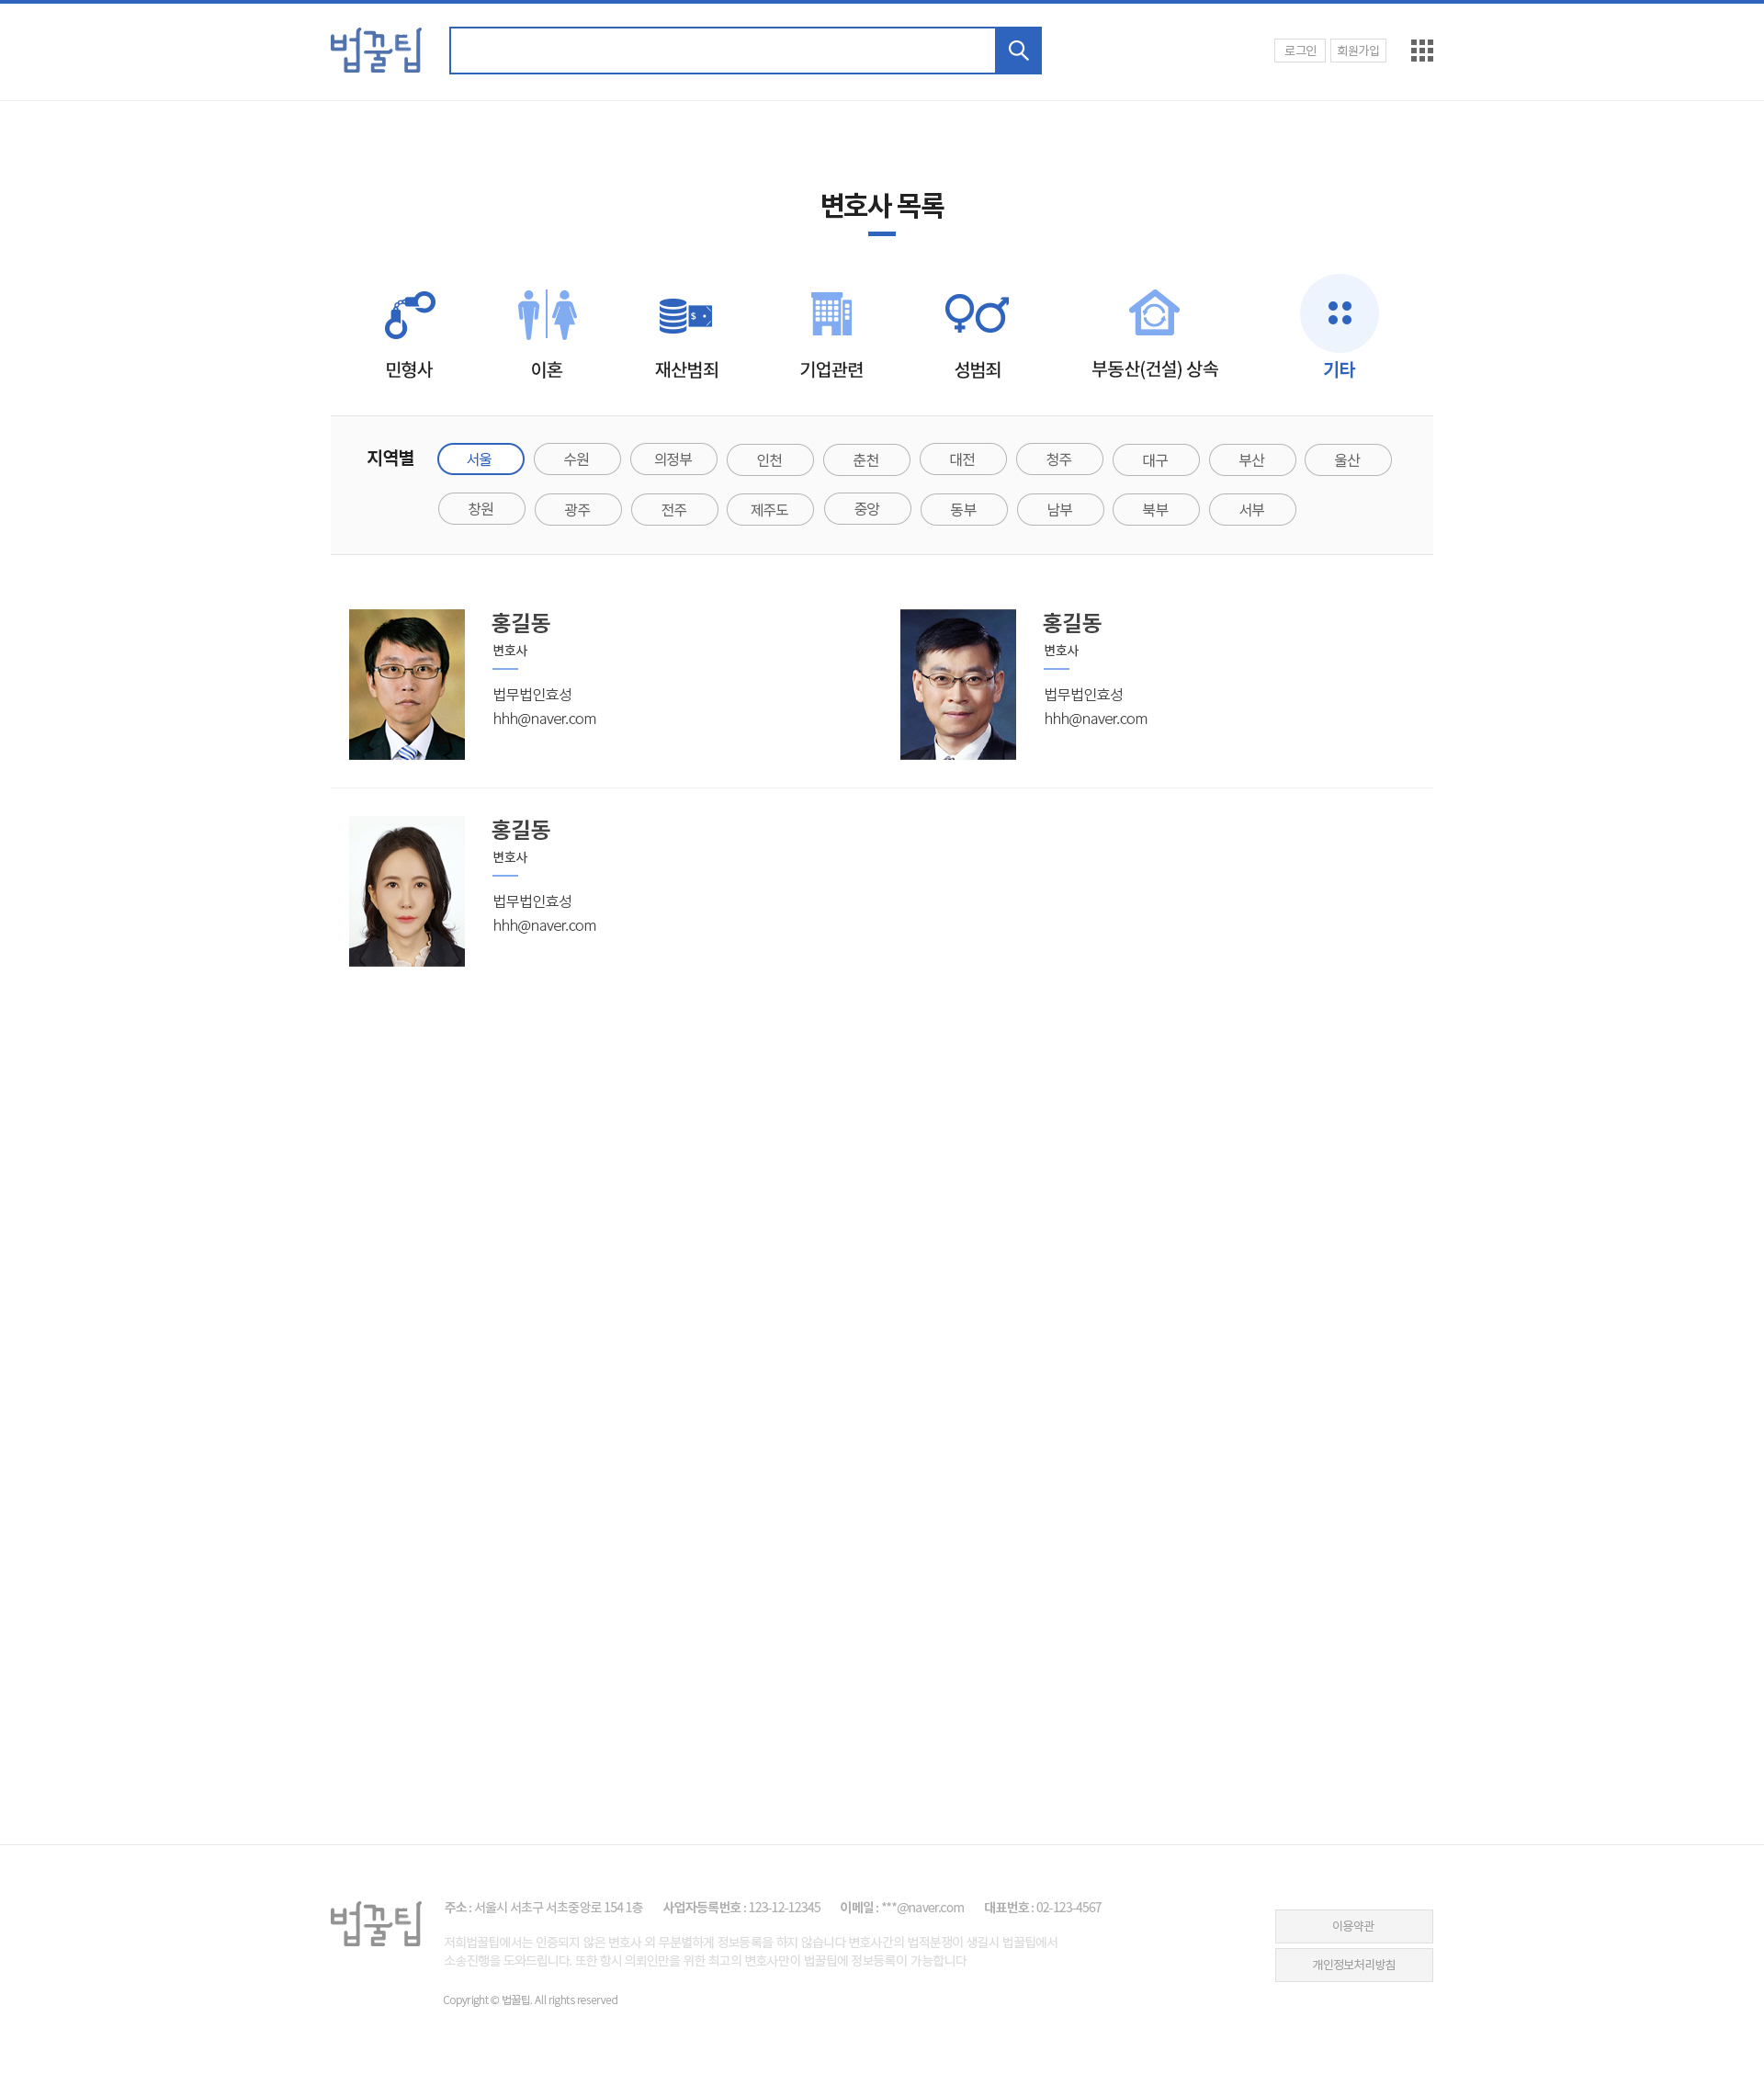 법꿀팁
로그인 회원가입
변호사 목록
민형사 이혼 재산범죄 기업관련 성범죄 부동산(건설) 상속 기타
지역별 서울 수원 의정부 인천 춘천 대전 청주 대구 부산 울산
창원 광주 전주 제주도 중앙 동부 남부 북부 서부
홍길동
변호사
법무법인효성
hhh@naver.com
홍길동
변호사
법무법인효성
hhh@naver.com
홍길동
변호사
법무법인효성
hhh@naver.com
법꿀팁
주소 : 서울시 서초구 서초중앙로 154 1층 사업자등록번호 : 123-12-12345 이메일 : ***@naver.com 대표번호 : 02-123-4567
저희법꿀팁에서는 인증되지 않은 변호사 외 무분별하게 정보등록을 하지 않습니다 변호사간의 법적분쟁이 생길시 법꿀팁에서
소송진행을 도와드립니다. 또한 항시 의뢰인만을 위한 최고의 변호사만이 법꿀팁에 정보등록이 가능합니다
Copyright © 법꿀팁. All rights reserved
이용약관
개인정보처리방침